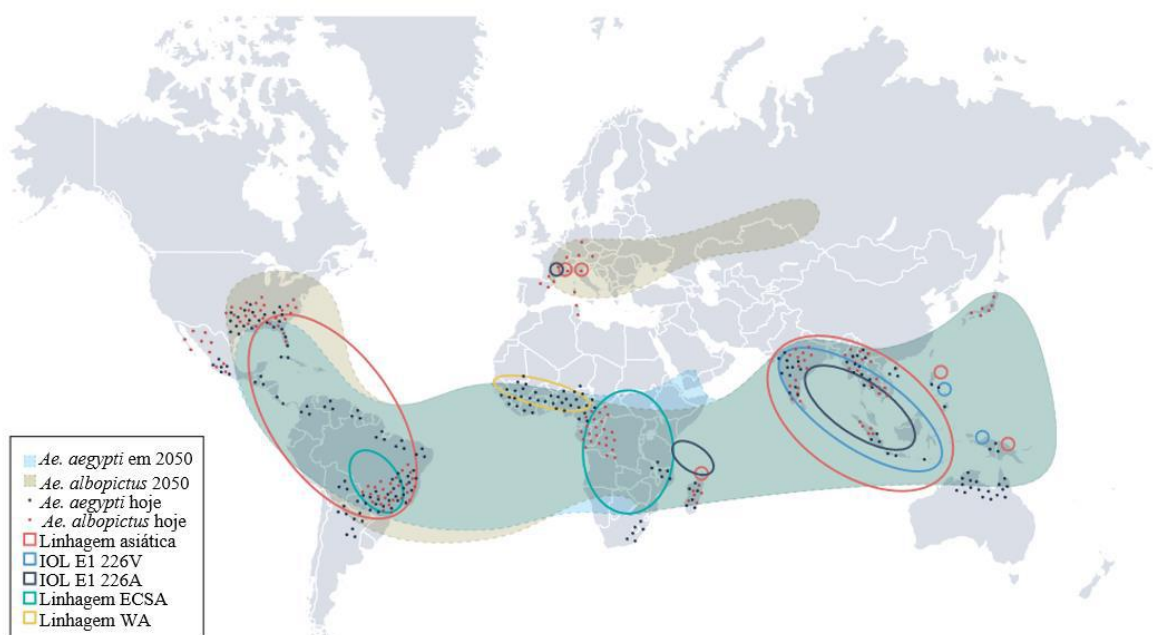 Ae. aegypti em 2050
Ae. albopictus 2050
Ae. aegypti hoje
Ae. albopictus hoje
Linhagem asiática
IOL E1 226V
IOL E1 226A
Linhagem ECSA
Linhagem WA